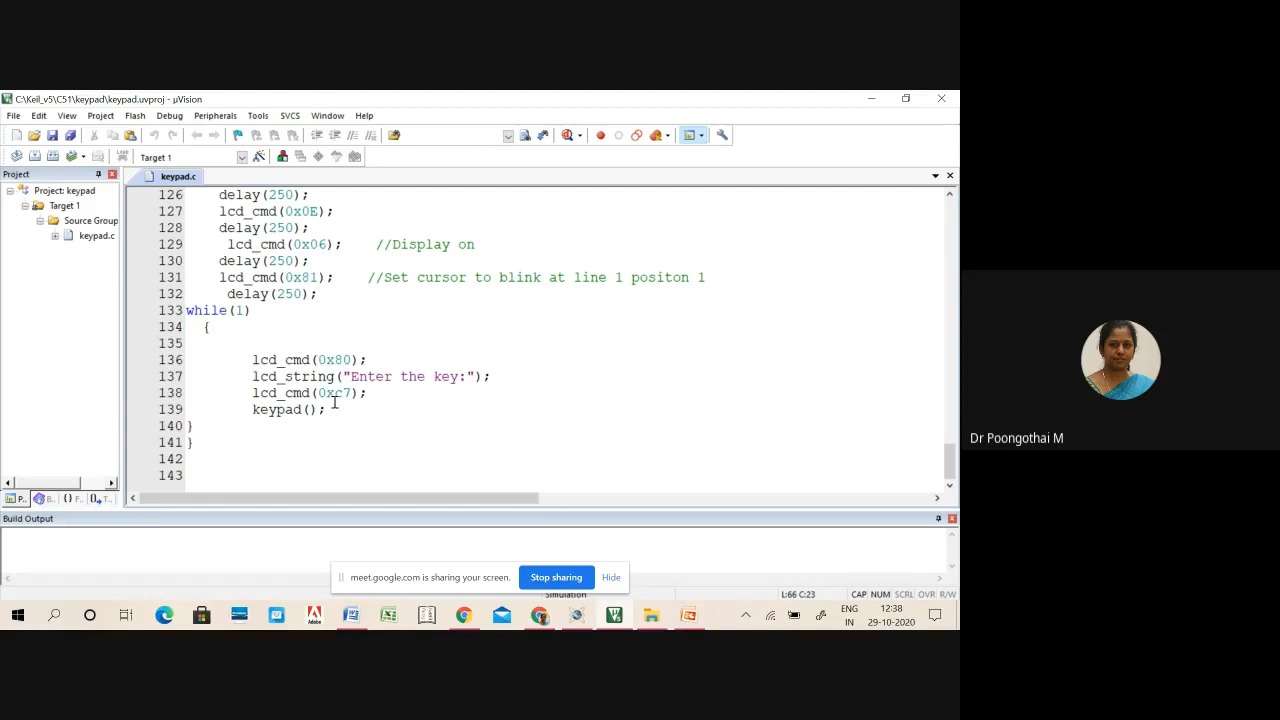 C:\Keil_v5\C51\keypad\keypad.uvproj - µVision
File Edit View Project Flash Debug Peripherals Tools SVCS Window Help
Target 1
Project
keypad.c
Project: keypad
Target 1
Source Group
keypad.c
126 delay(250);
127 lcd_cmd(0x0E);
128 delay(250);
129 lcd_cmd(0x06); //Display on
130 delay(250);
131 lcd_cmd(0x81); //Set cursor to blink at line 1 positon 1
132 delay(250);
133 while(1)
134 {
135
136 lcd_cmd(0x80);
137 lcd_string("Enter the key:");
138 lcd_cmd(0xc7);
139 keypad();
140 }
141 }
142
143
P... B... {} F... T...
Build Output
meet.google.com is sharing your screen. Stop sharing Hide
Simulation L:66 C:23 CAP NUM SCRL OVR R/W
ENG
IN
12:38
29-10-2020
Dr Poongothai M